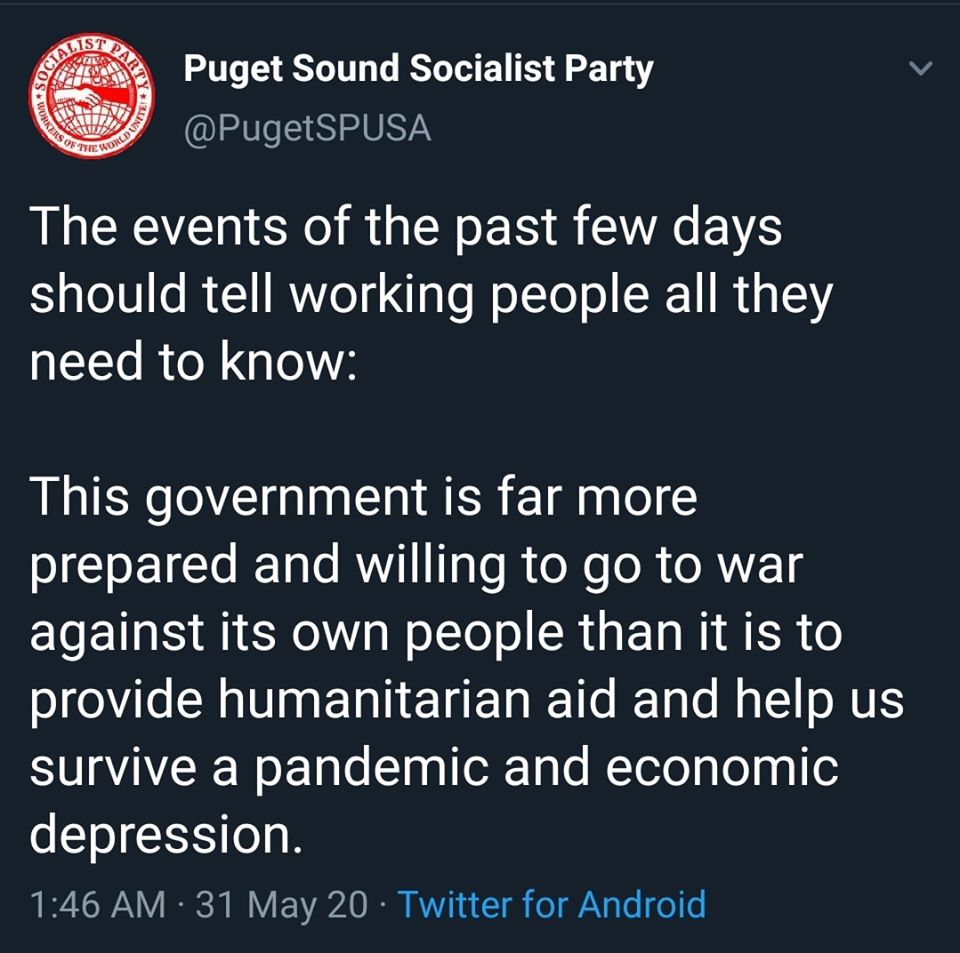 SOCIALIST PARTY
WORKERS OF THE WORLD UNITE!
Puget Sound Socialist Party
@PugetSPUSA
The events of the past few days
should tell working people all they
need to know:
This government is far more
prepared and willing to go to war
against its own people than it is to
provide humanitarian aid and help us
survive a pandemic and economic
depression.
1:46 AM · 31 May 20 · Twitter for Android